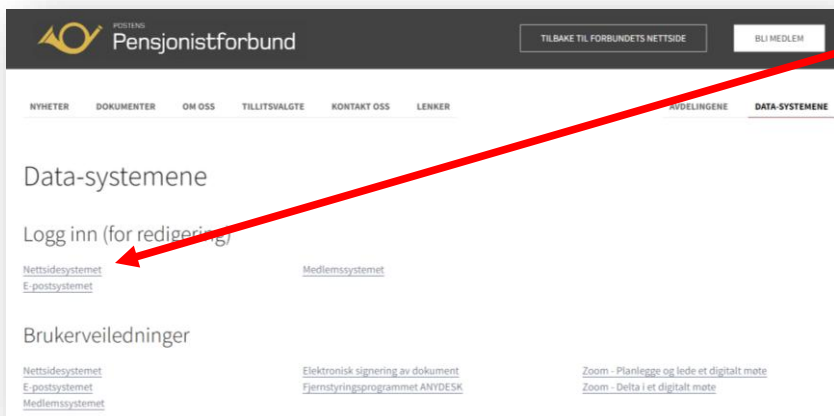 POSTENS
Pensjonistforbund
TILBAKE TIL FORBUNDETS NETTSIDE
BLI MEDLEM
NYHETER DOKUMENTER OM OSS TILLITSVALGTE KONTAKT OSS LENKER AVDELINGENE DATA-SYSTEMENE
Data-systemene
Logg inn (for redigering)
Nettsidesystemet Medlemssystemet
E-postsystemet
Brukerveiledninger
Nettsidesystemet Elektronisk signering av dokument Zoom - Planlegge og lede et digitalt møte
E-postsystemet Fjernstyringsprogrammet ANYDESK Zoom - Delta i et digitalt møte
Medlemssystemet